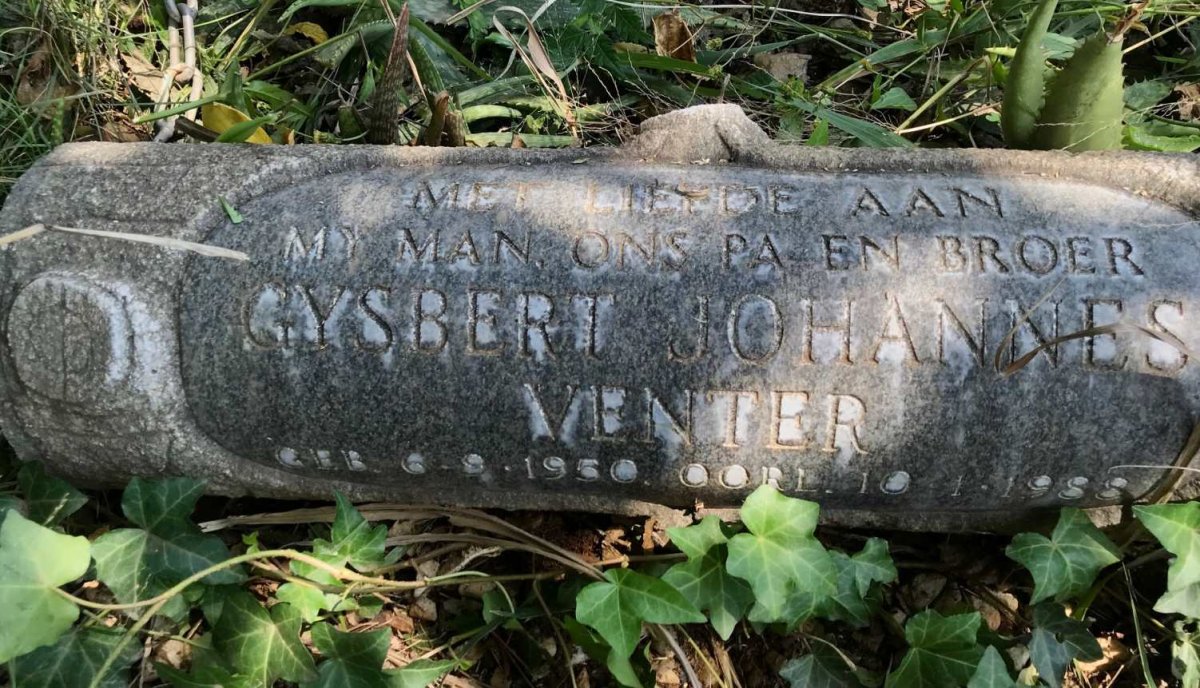 MET LIEFDE AAN
MY MAN, ONS PA EN BROER
GYSBERT JOHANNES
VENTER
GEB. 6-9-1950. OORL. 10-1-1988